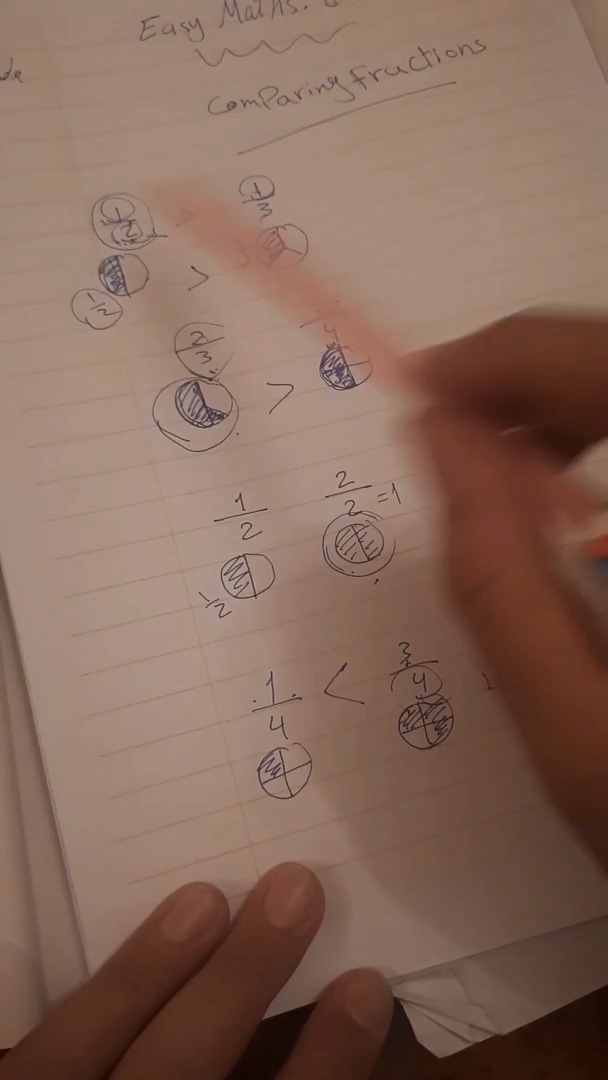 Easy Maths.
Comparing Fractions
1/2 > 1/3
>
1/2
2/3
>
1/2 2/2 = 1
1/2
1/4 < 3/4